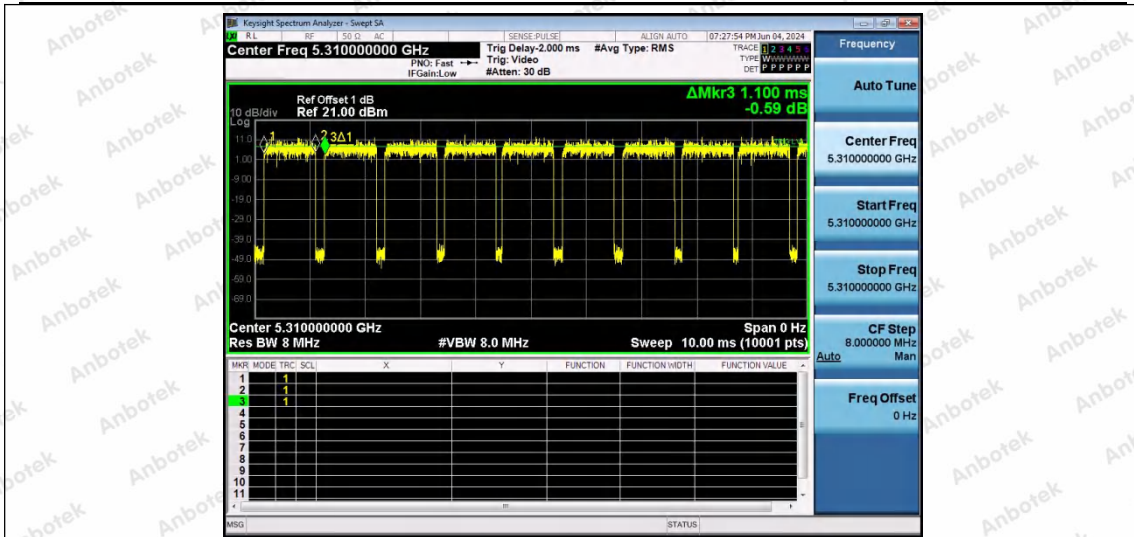 Keysight Spectrum Analyzer - Swept SA
RL RF 50 Ω AC SENSE:PULSE ALIGN AUTO 07:27:54 PM Jun 04, 2024
Center Freq 5.310000000 GHz
PNO: Fast
IFGain:Low
Trig Delay-2.000 ms
Trig: Video
#Atten: 30 dB
#Avg Type: RMS
TRACE 1 2 3 4 5 6
TYPE WWWWWW
DET P P P P P P
Frequency
ΔMkr3 1.100 ms
-0.59 dB
Ref Offset 1 dB
10 dB/div Ref 21.00 dBm
Log
1 2 3Δ1
11.0
1.00
-9.00
-19.0
-29.0
-39.0
-49.0
-59.0
-69.0
Center 5.310000000 GHz Span 0 Hz
Res BW 8 MHz #VBW 8.0 MHz Sweep 10.00 ms (10001 pts)
MKR MODE TRC SCL X Y FUNCTION FUNCTION WIDTH FUNCTION VALUE
1 1
2 1
3 1
4
5
6
7
8
9
10
11
MSG STATUS
Auto Tune
Center Freq
5.310000000 GHz
Start Freq
5.310000000 GHz
Stop Freq
5.310000000 GHz
CF Step
8.000000 MHz
Auto Man
Freq Offset
0 Hz
Anbotek